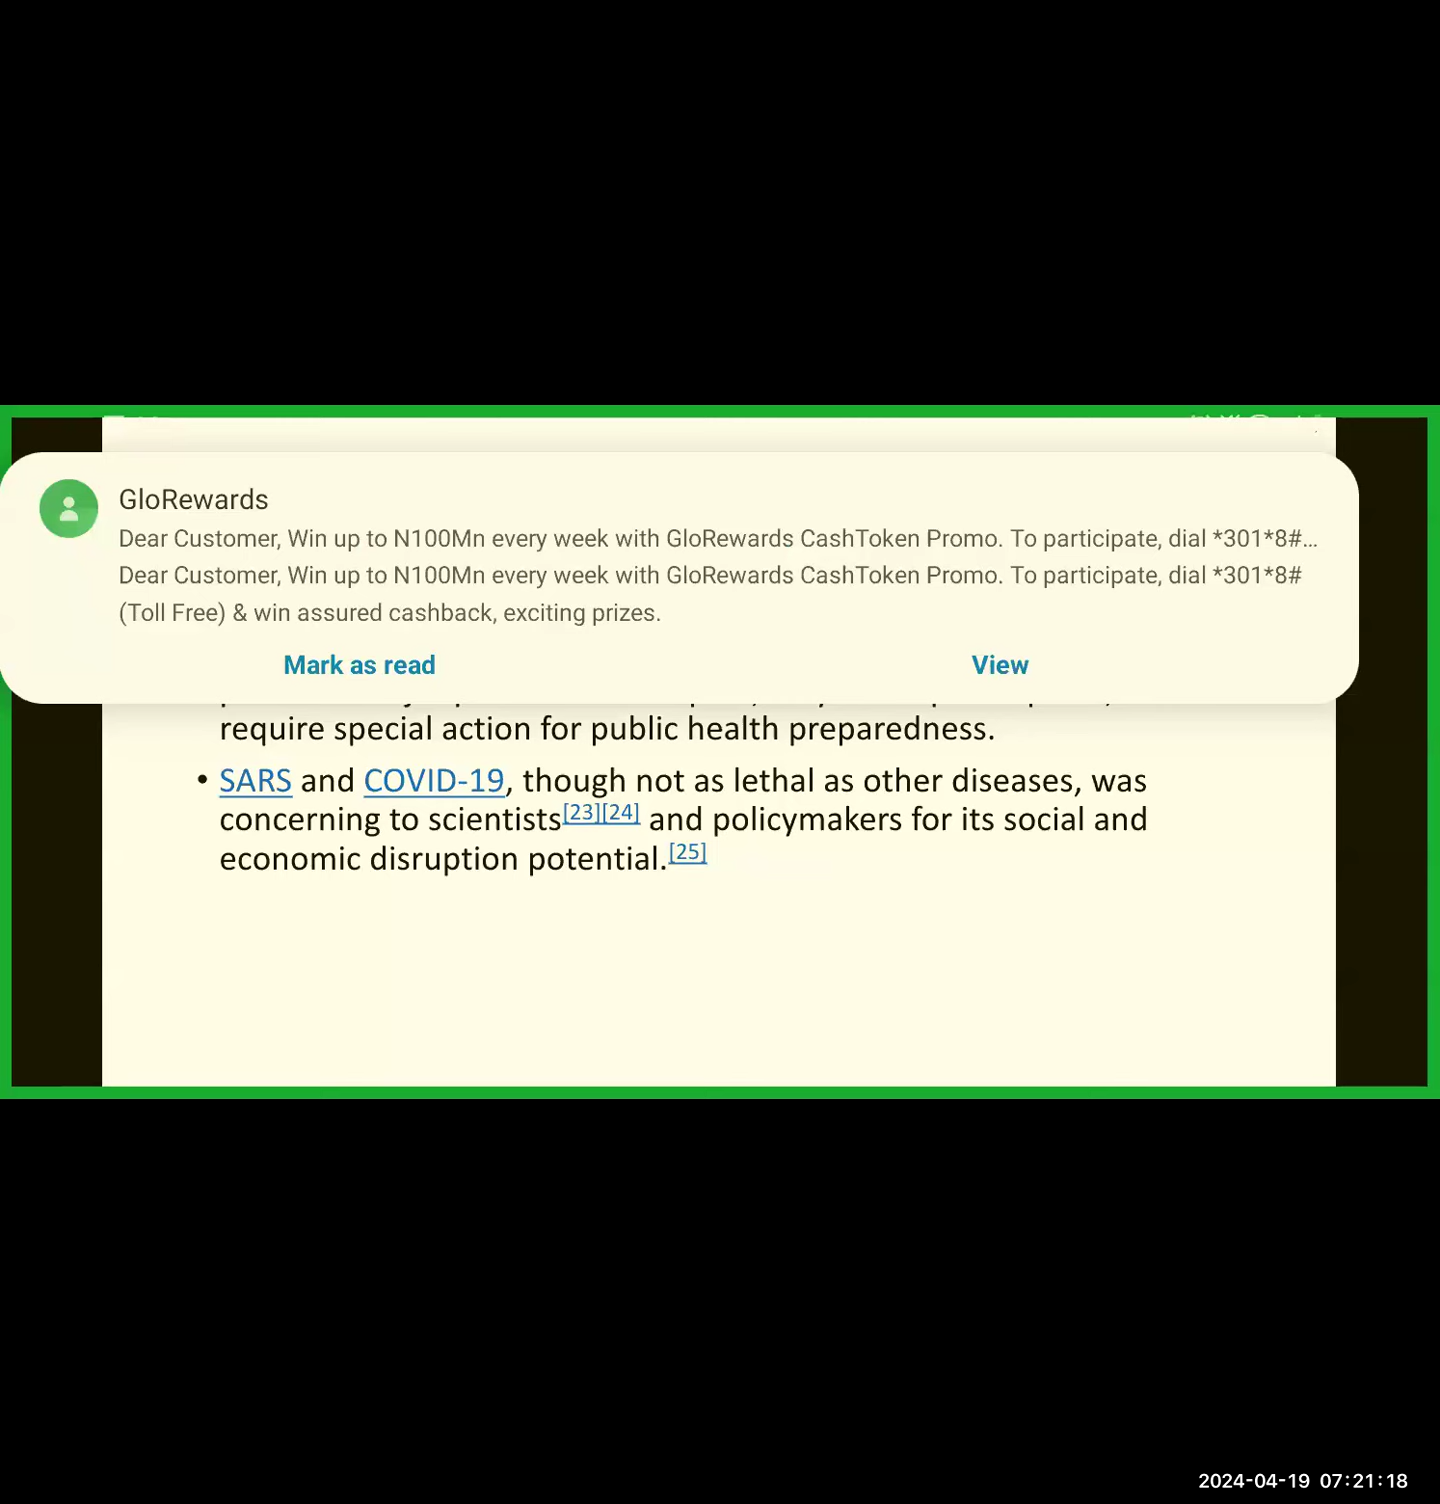 GloRewards
Dear Customer, Win up to N100Mn every week with GloRewards CashToken Promo. To participate, dial *301*8#...
Dear Customer, Win up to N100Mn every week with GloRewards CashToken Promo. To participate, dial *301*8#
(Toll Free) & win assured cashback, exciting prizes.
Mark as read View
require special action for public health preparedness.
• SARS and COVID-19, though not as lethal as other diseases, was
concerning to scientists[23][24] and policymakers for its social and
economic disruption potential.[25]
2024-04-19 07:21:18